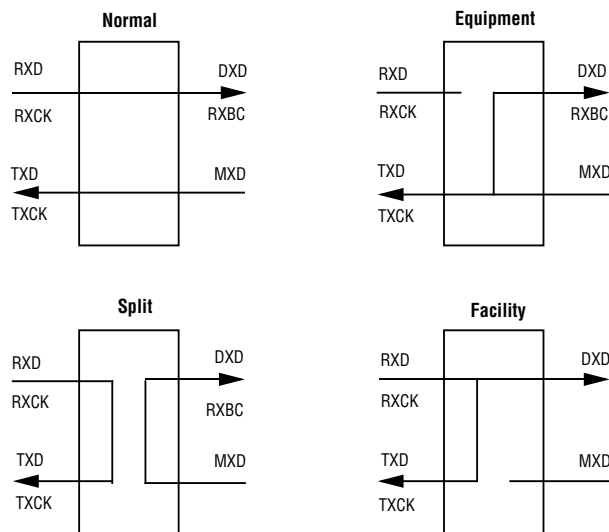 Normal
RXD
DXD
RXCK
RXBC
TXD
MXD
TXCK
Equipment
RXD
DXD
RXCK
RXBC
TXD
MXD
TXCK
Split
RXD
DXD
RXCK
RXBC
TXD
MXD
TXCK
Facility
RXD
DXD
RXCK
TXD
MXD
TXCK